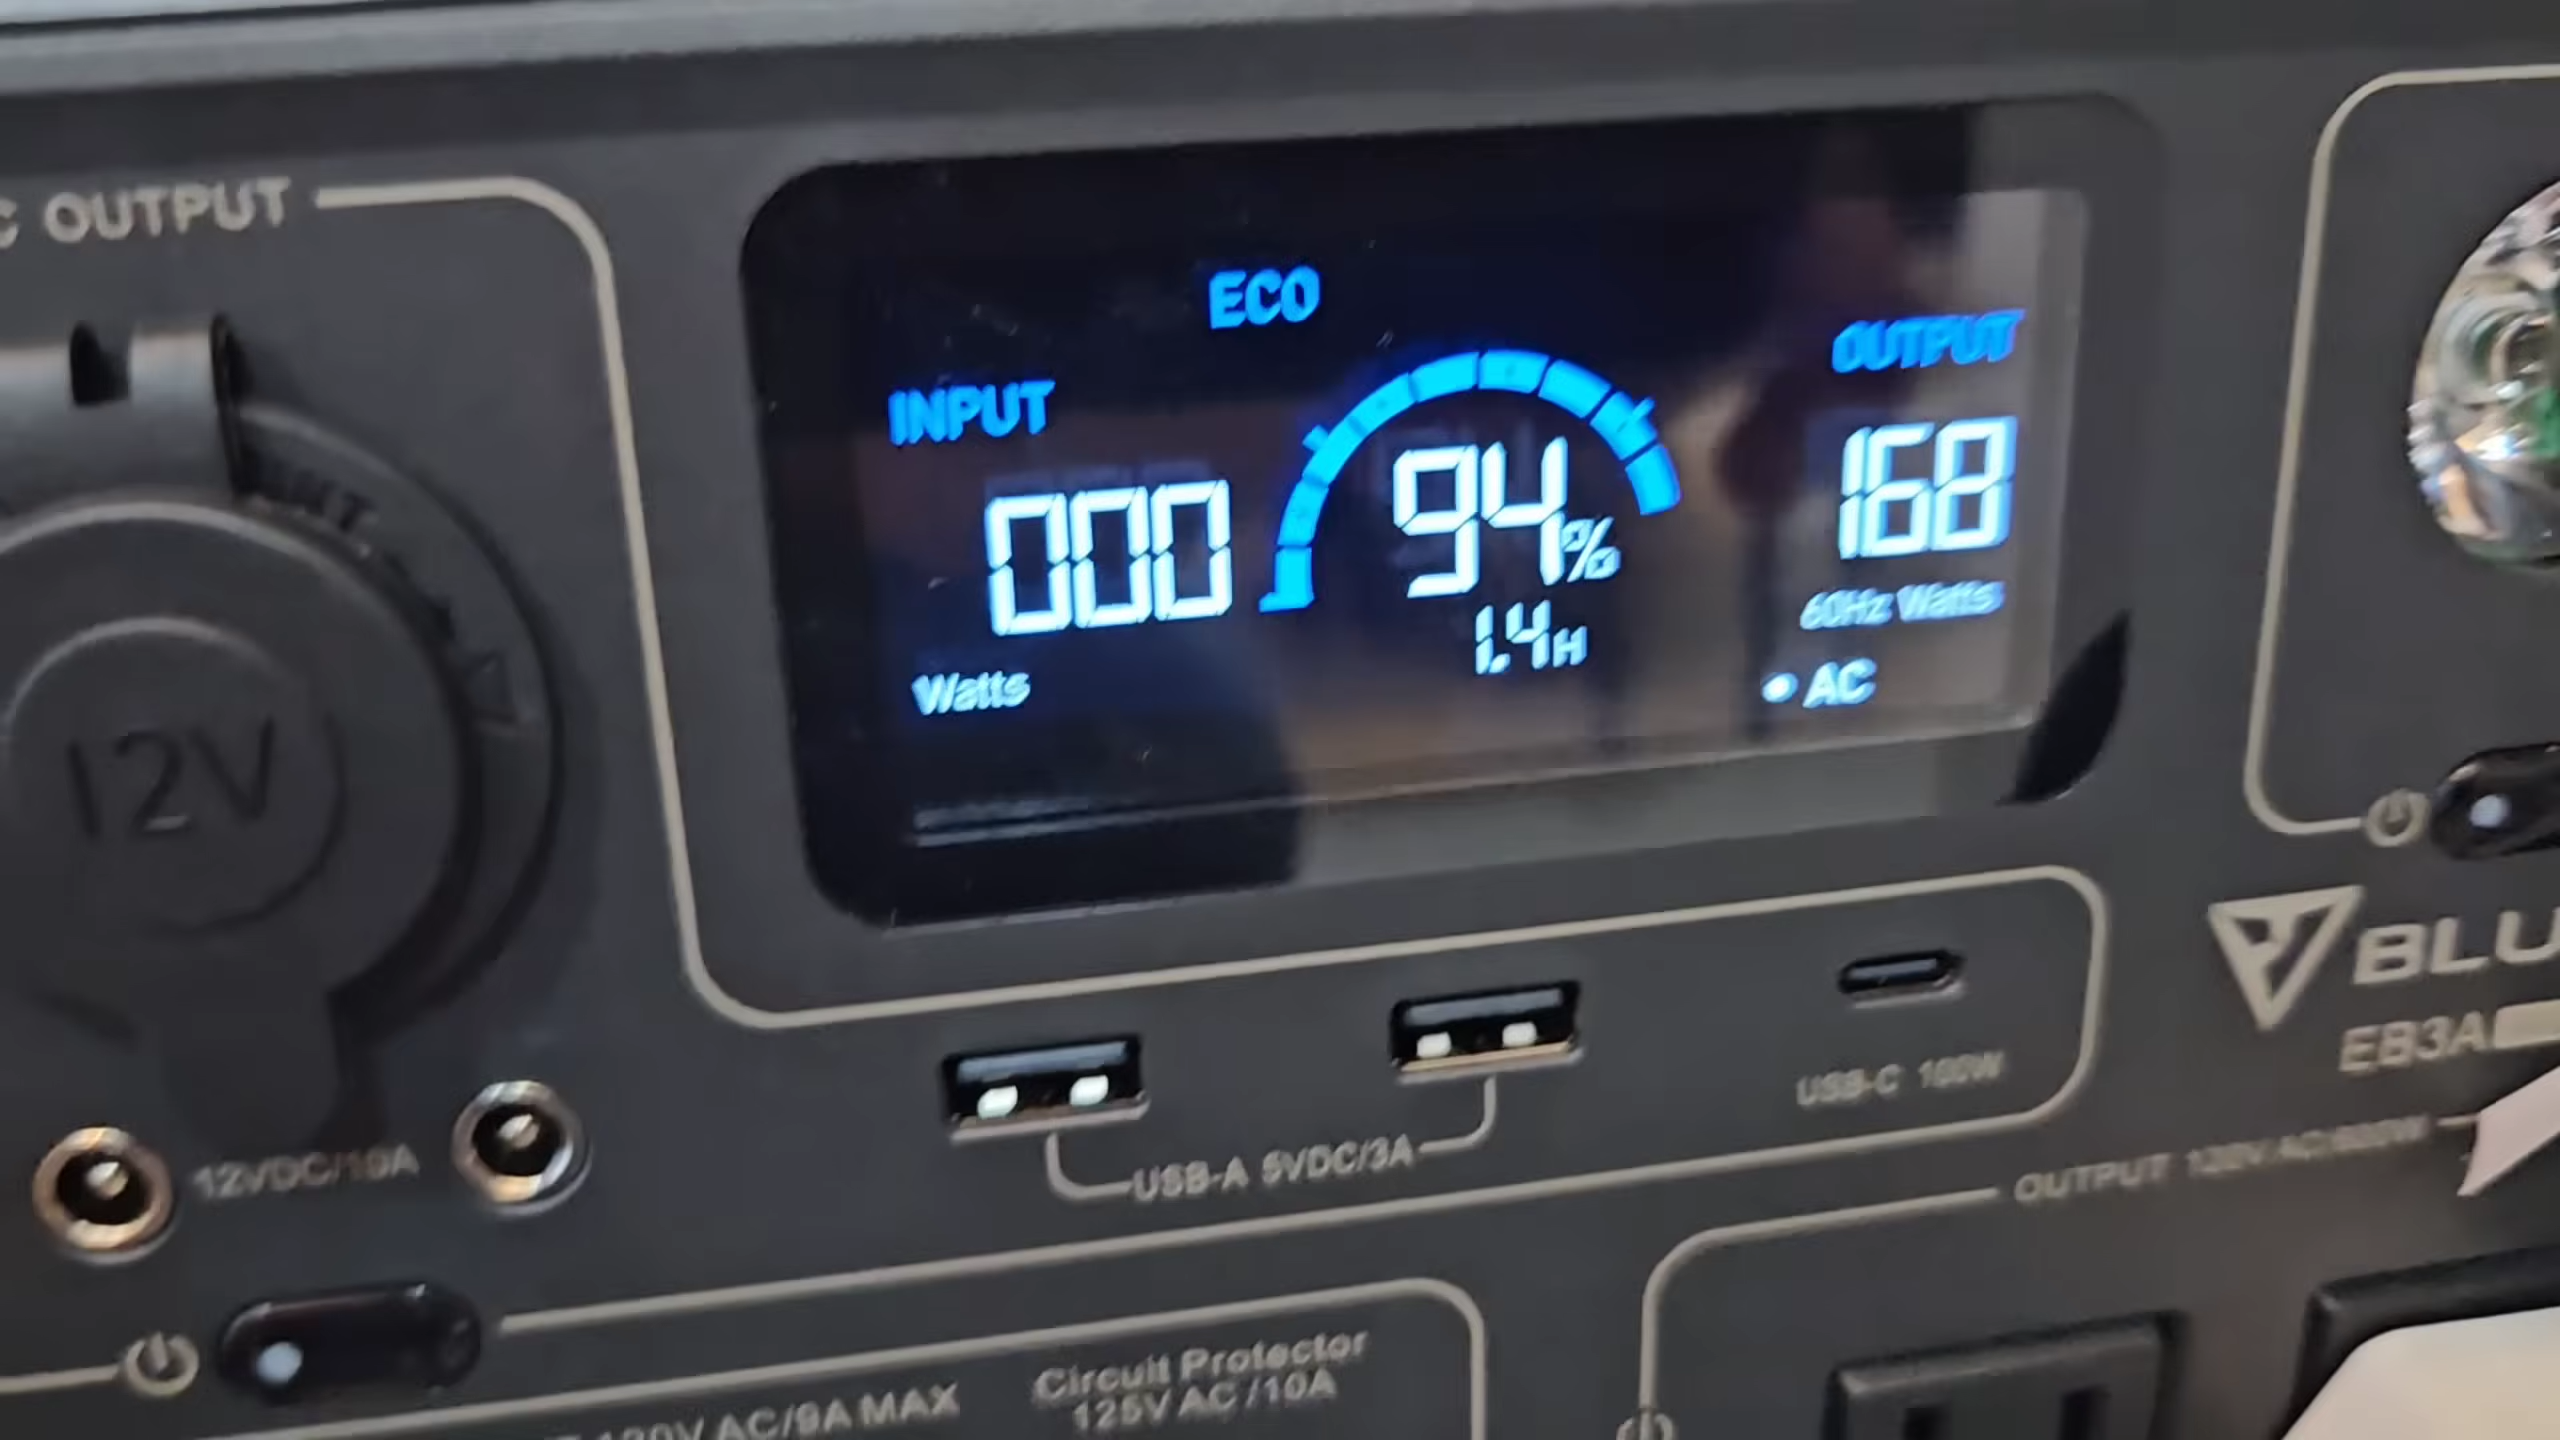 OUTPUT
12V
ECO
INPUT
000
Watts
94%
1.4H
OUTPUT
168
60Hz Watts
AC
BLU
EB3A
12VDC/10A
USB-A 5VDC/3A
USB-C 100W
OUTPUT 120V AC/600W
120V AC/9A MAX
Circuit Protector
125V AC /10A